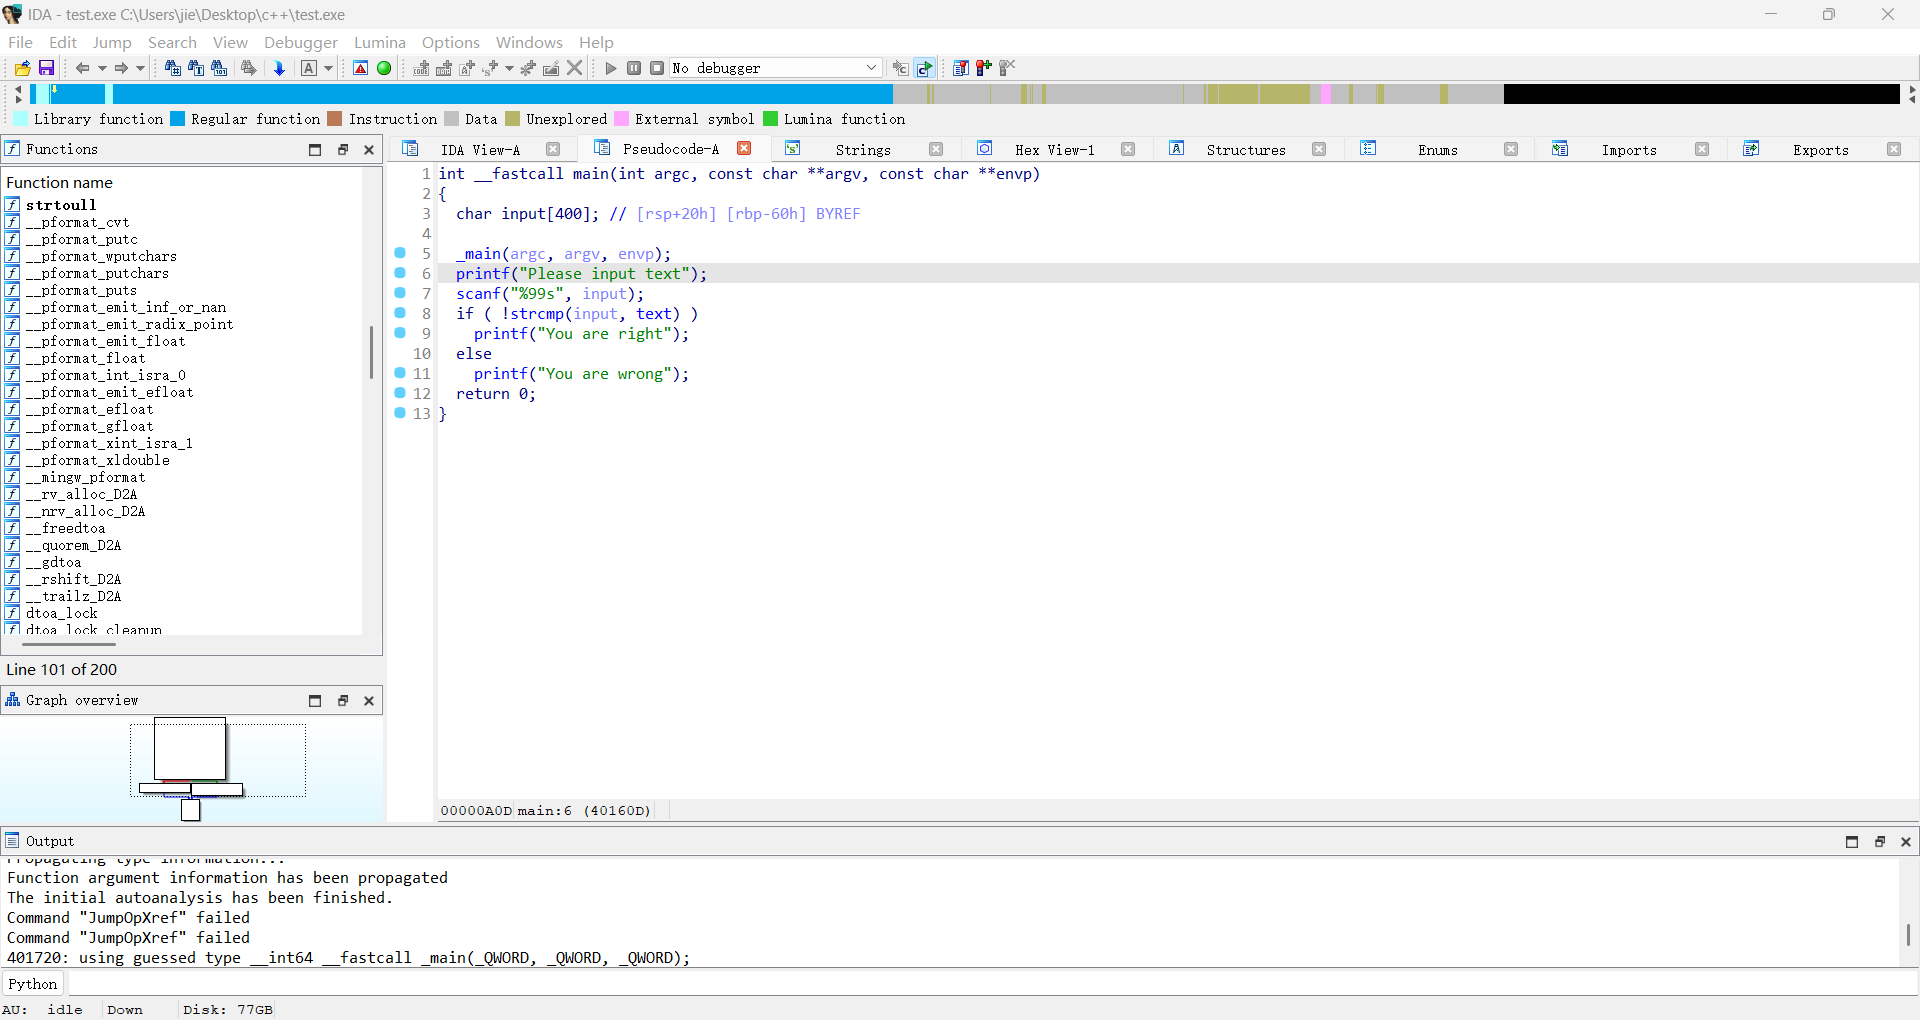 IDA - test.exe C:\Users\jie\Desktop\c++\test.exe
File Edit Jump Search View Debugger Lumina Options Windows Help
No debugger
Library function Regular function Instruction Data Unexplored External symbol Lumina function
Functions
IDA View-A Pseudocode-A Strings Hex View-1 Structures Enums Imports Exports
Function name
strtoull
__pformat_cvt
__pformat_putc
__pformat_wputchars
__pformat_putchars
__pformat_puts
__pformat_emit_inf_or_nan
__pformat_emit_radix_point
__pformat_emit_float
__pformat_float
__pformat_int_isra_0
__pformat_emit_efloat
__pformat_efloat
__pformat_gfloat
__pformat_xint_isra_1
__pformat_xldouble
__mingw_pformat
__rv_alloc_D2A
__nrv_alloc_D2A
__freedtoa
__quorem_D2A
__gdtoa
__rshift_D2A
__trailz_D2A
dtoa_lock
dtoa_lock_cleanup
Line 101 of 200
Graph overview
1 int __fastcall main(int argc, const char **argv, const char **envp)
2 {
3 char input[400]; // [rsp+20h] [rbp-60h] BYREF
4
5 _main(argc, argv, envp);
6 printf("Please input text");
7 scanf("%99s", input);
8 if ( !strcmp(input, text) )
9 printf("You are right");
10 else
11 printf("You are wrong");
12 return 0;
13 }
00000A0D main:6 (40160D)
Output
Propagating type information...
Function argument information has been propagated
The initial autoanalysis has been finished.
Command "JumpOpXref" failed
Command "JumpOpXref" failed
401720: using guessed type __int64 __fastcall _main(_QWORD, _QWORD, _QWORD);
Python
AU: idle Down Disk: 77GB